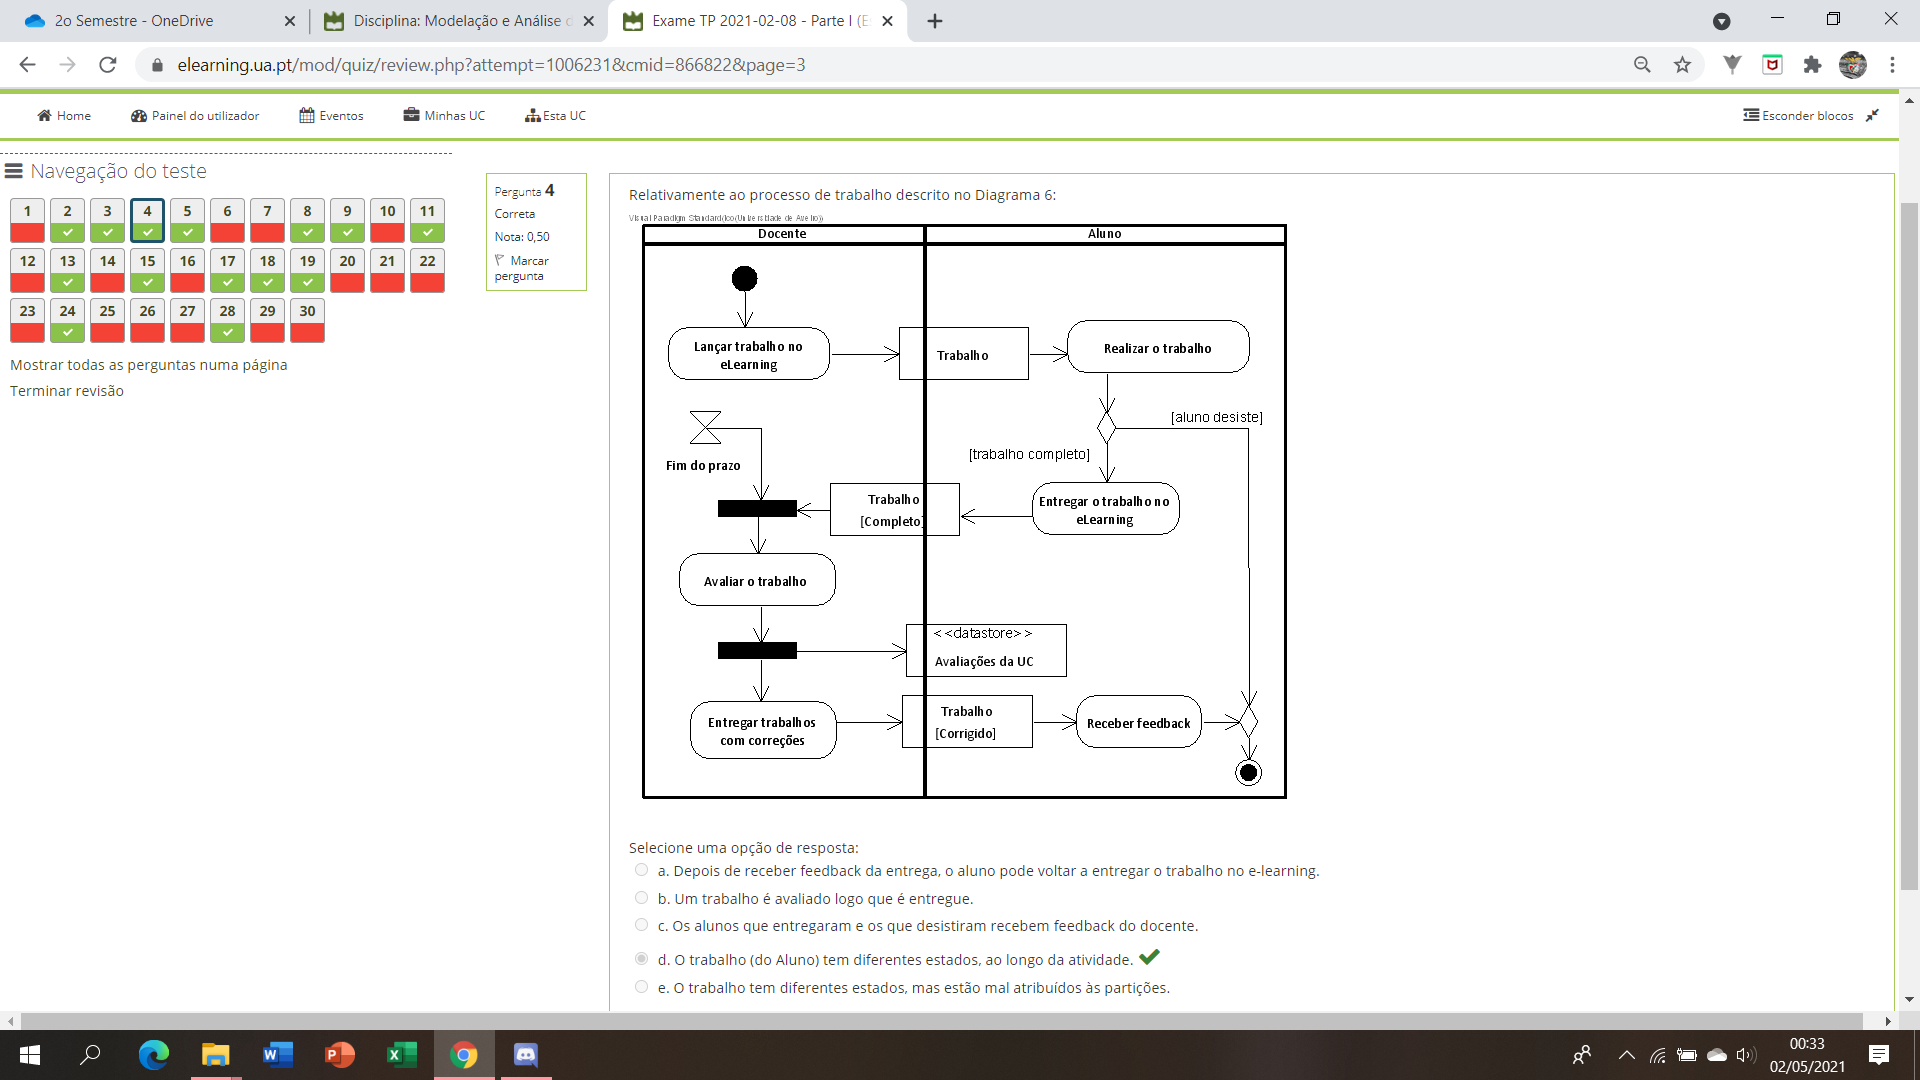 2o Semestre - OneDrive
Disciplina: Modelação e Análise d
Exame TP 2021-02-08 - Parte I (E
elearning.ua.pt/mod/quiz/review.php?attempt=1006231&cmid=866822&page=3
Home
Painel do utilizador
Eventos
Minhas UC
Esta UC
Esconder blocos
Navegação do teste
1 2 3 4 5 6 7 8 9 10 11
12 13 14 15 16 17 18 19 20 21 22
23 24 25 26 27 28 29 30
Mostrar todas as perguntas numa página
Terminar revisão
Pergunta 4
Correta
Nota: 0,50
Marcar
pergunta
Relativamente ao processo de trabalho descrito no Diagrama 6:
Visual Paradigm Standard(ico(Universidade de Aveiro))
Docente
Aluno
Lançar trabalho no
eLearning
Trabalho
Realizar o trabalho
[aluno desiste]
Fim do prazo
[trabalho completo]
Trabalho
[Completo]
Entregar o trabalho no
eLearning
Avaliar o trabalho
<<datastore>>
Avaliações da UC
Entregar trabalhos
com correções
Trabalho
[Corrigido]
Receber feedback
Selecione uma opção de resposta:
a. Depois de receber feedback da entrega, o aluno pode voltar a entregar o trabalho no e-learning.
b. Um trabalho é avaliado logo que é entregue.
c. Os alunos que entregaram e os que desistiram recebem feedback do docente.
d. O trabalho (do Aluno) tem diferentes estados, ao longo da atividade.
e. O trabalho tem diferentes estados, mas estão mal atribuídos às partições.
00:33
02/05/2021